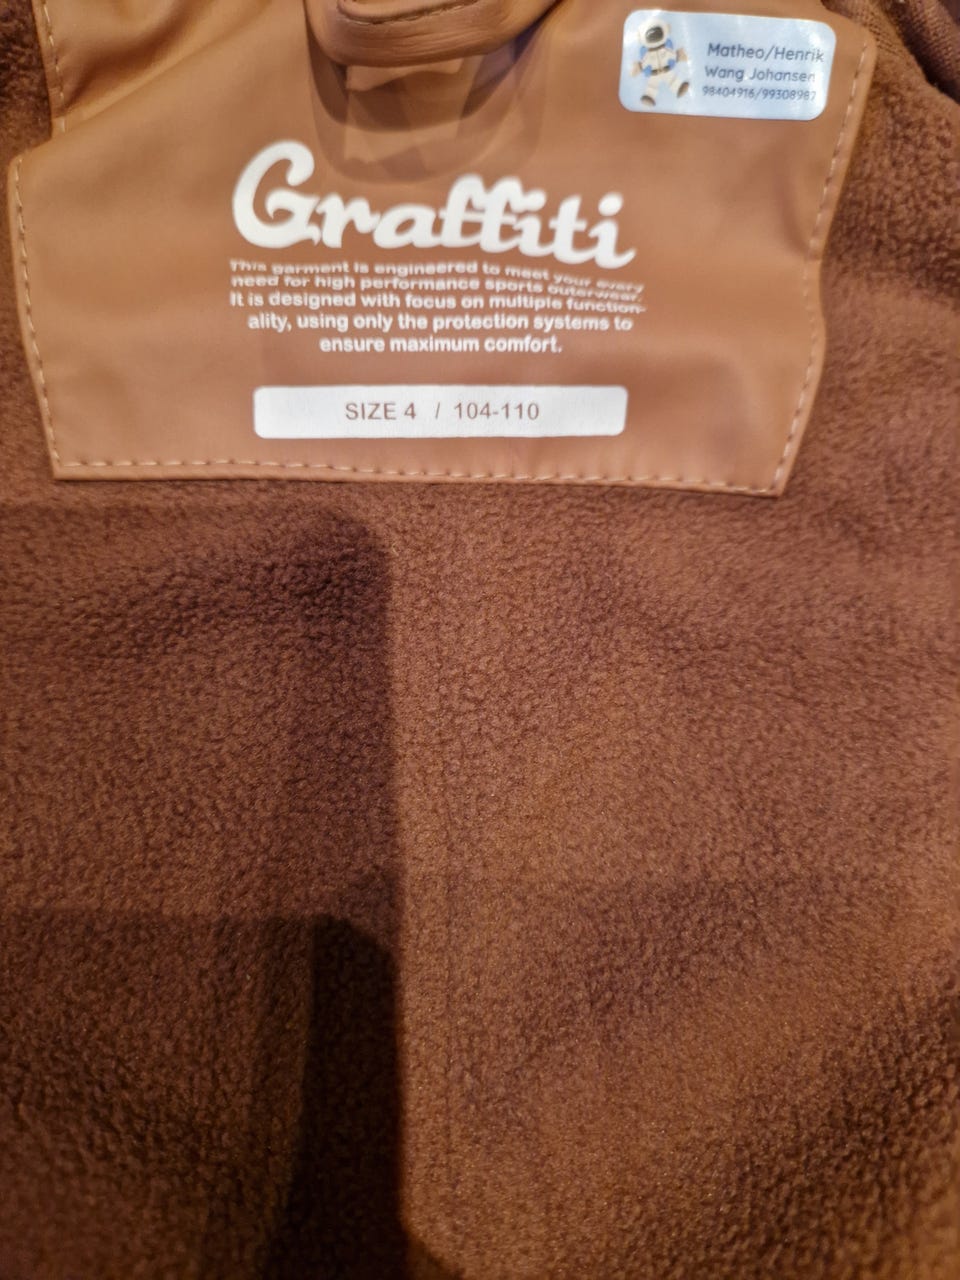 Matheo/Henrik
Wang Johansen
98404916/99308987
Graffiti
This garment is engineered to meet your every
need for high performance sports outerwear.
It is designed with focus on multiple function-
ality, using only the protection systems to
ensure maximum comfort.
SIZE 4 / 104-110